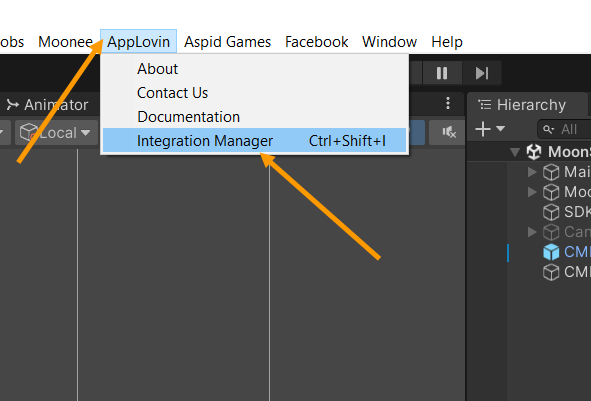 obs Moonee AppLovin Aspid Games Facebook Window Help
About
Contact Us
Documentation
Integration Manager Ctrl+Shift+I
Animator
Local
Hierarchy
All
MoonS
Mai
Moo
SDK
Can
CMI
CMI